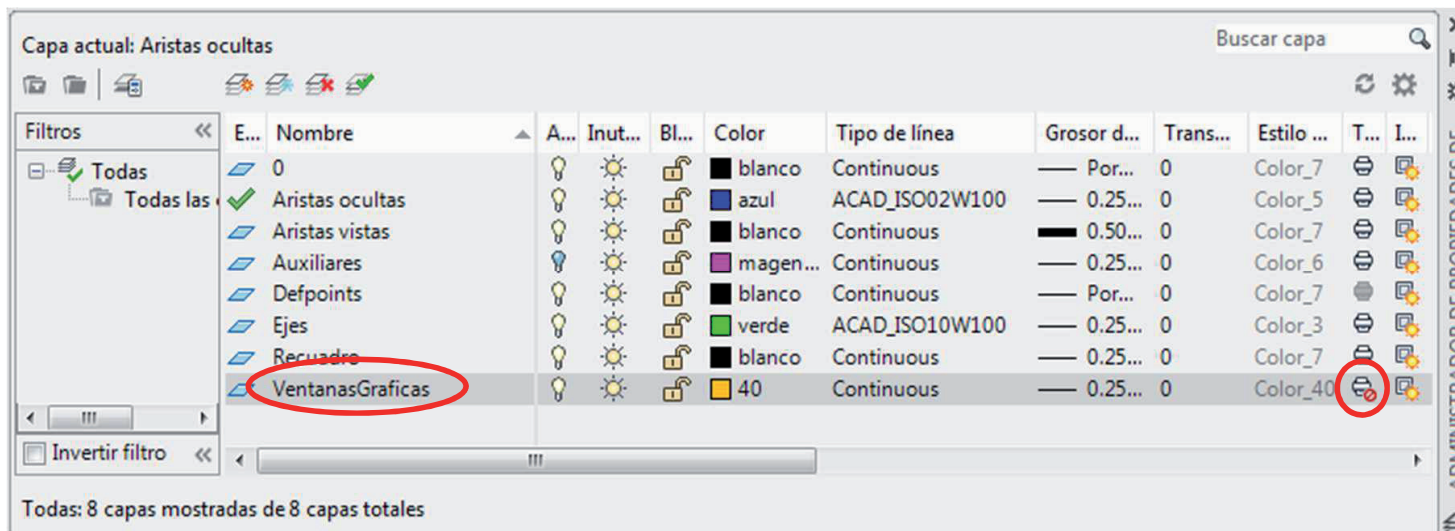 Capa actual: Aristas ocultas
Buscar capa
Filtros
E... Nombre A... Inut... Bl... Color Tipo de línea Grosor d... Trans... Estilo ... T... I...
Todas
Todas las
0 blanco Continuous Por... 0 Color_7
Aristas ocultas azul ACAD_ISO02W100 0.25... 0 Color_5
Aristas vistas blanco Continuous 0.50... 0 Color_7
Auxiliares magen... Continuous 0.25... 0 Color_6
Defpoints blanco Continuous Por... 0 Color_7
Ejes verde ACAD_ISO10W100 0.25... 0 Color_3
Recuadro blanco Continuous 0.25... 0 Color_7
VentanasGraficas 40 Continuous 0.25... 0 Color_40
Invertir filtro
Todas: 8 capas mostradas de 8 capas totales